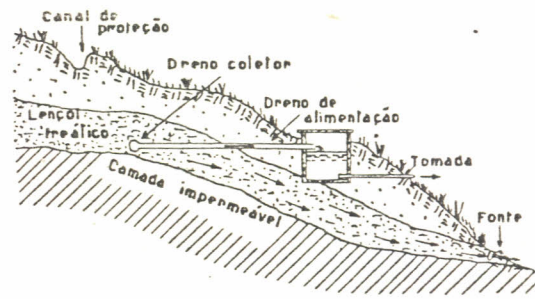 Canal de
proteção
Dreno coletor
Dreno de
alimentação
Lençol
freático
Tomada
Camada impermeável
Fonte